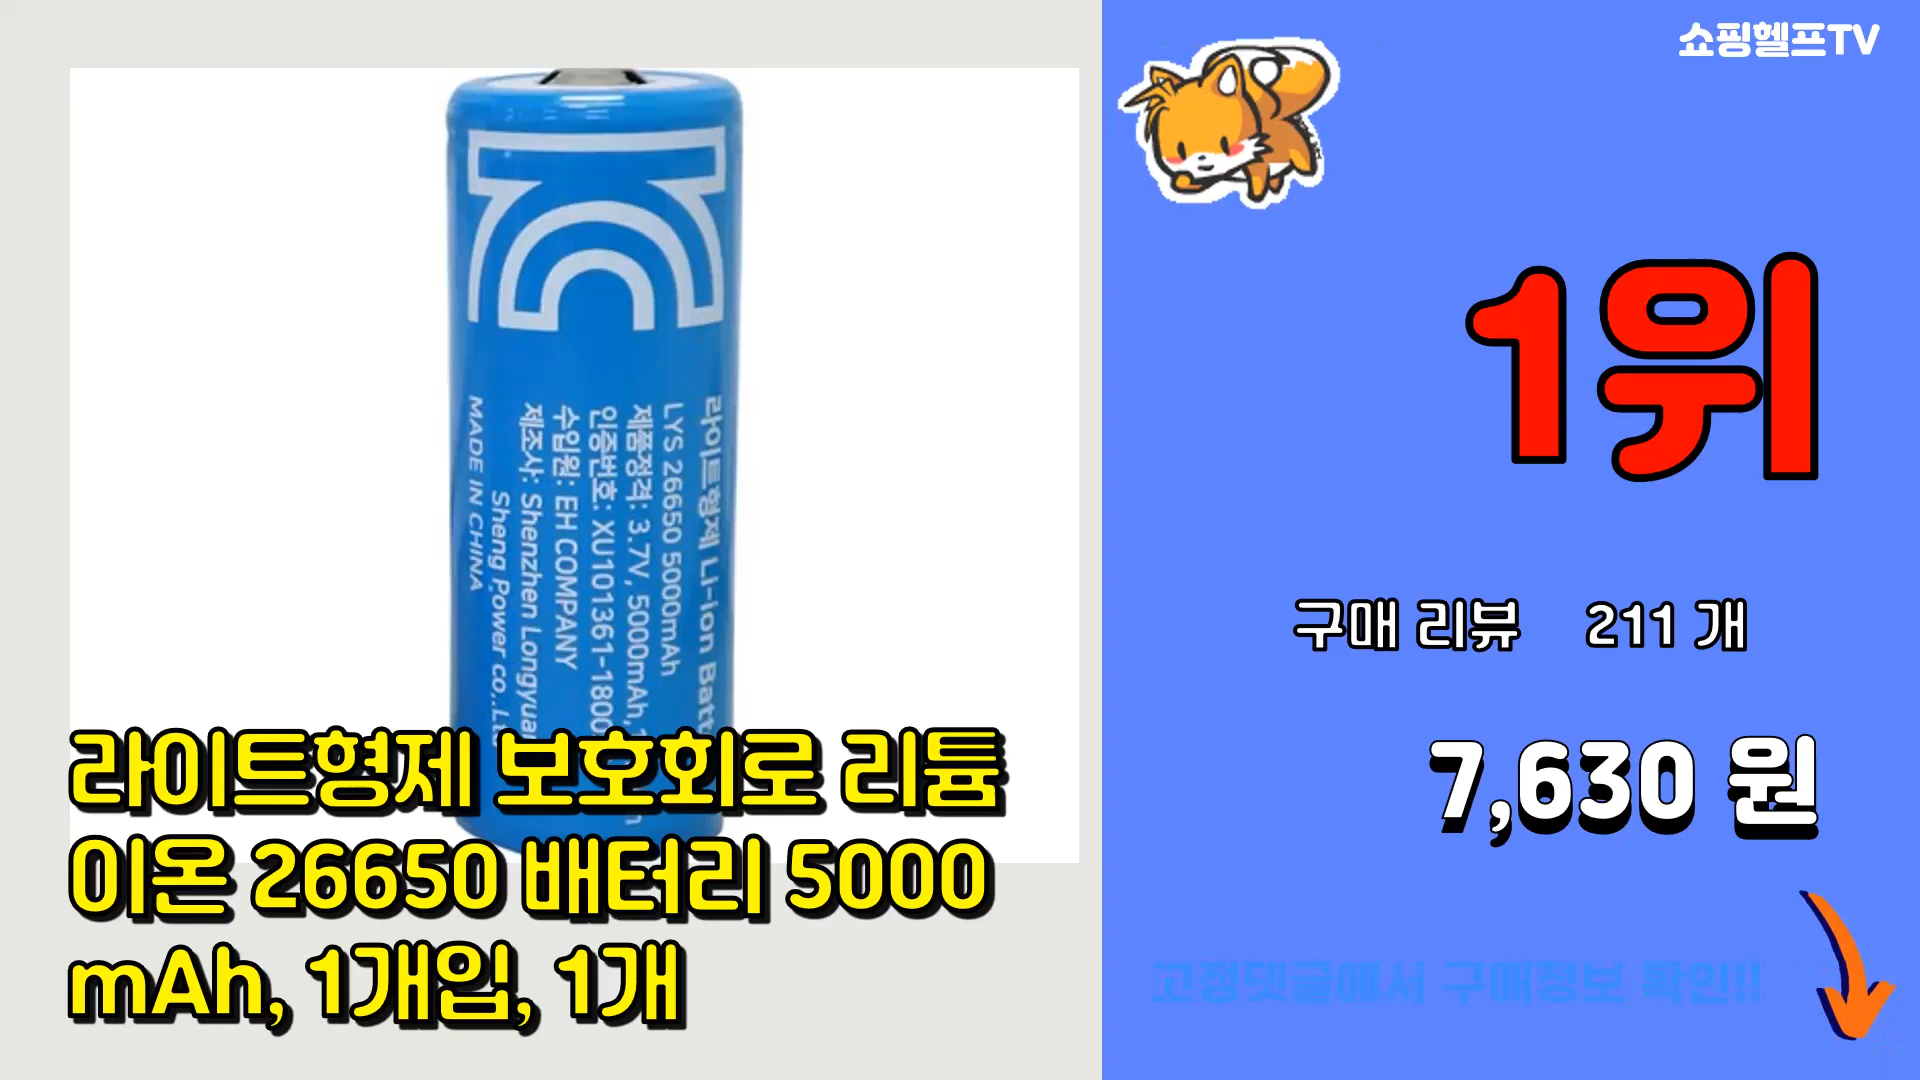 쇼핑헬프TV
1위
구매 리뷰 211 개
7,630 원
고정댓글에서 구매정보 확인!!
라이트형제 Li-ion Batt
LYS 26650 5000mAh
제품정격: 3.7V, 5000mAh,
인증번호: XU101361-1800
수입원: EH COMPANY
제조사: Shenzhen Longyuan
Sheng Power co,.Lt
MADE IN CHINA
라이트형제 보호회로 리튬
이온 26650 배터리 5000
mAh, 1개입, 1개